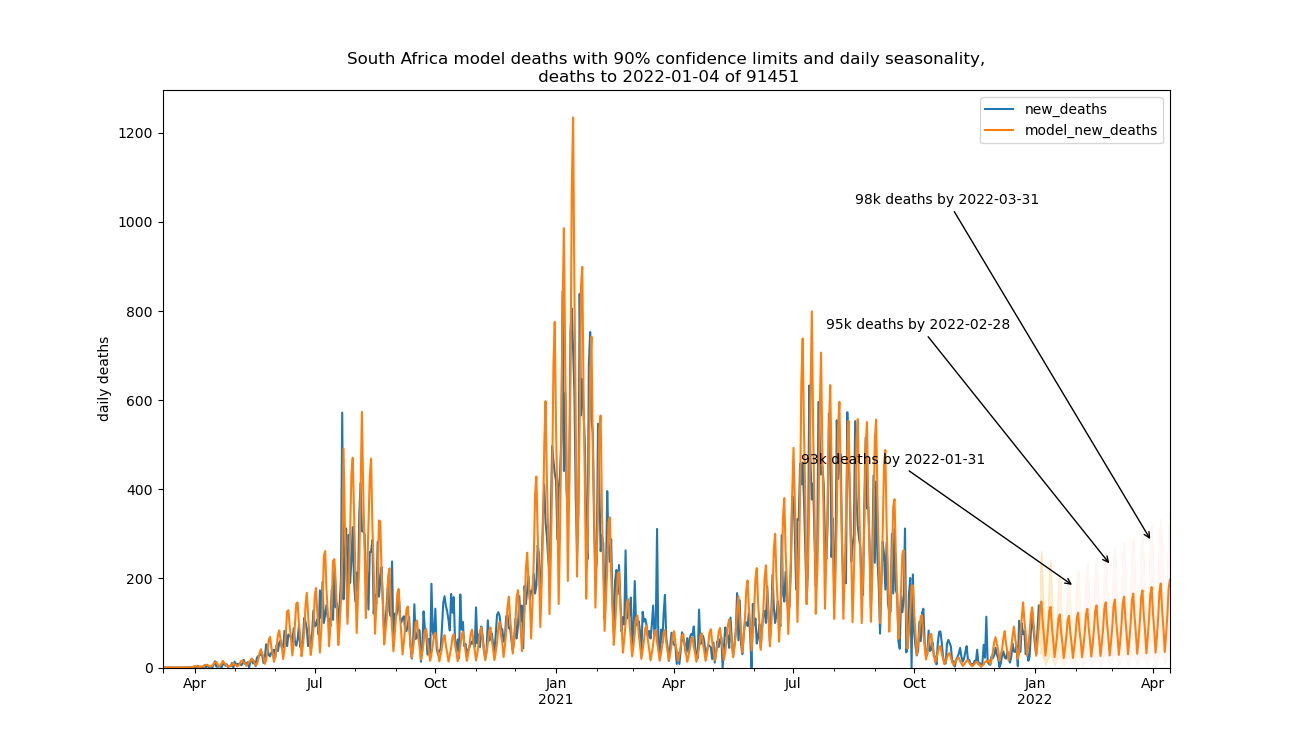 South Africa model deaths with 90% confidence limits and daily seasonality,
deaths to 2022-01-04 of 91451
new_deaths
model_new_deaths
98k deaths by 2022-03-31
95k deaths by 2022-02-28
93k deaths by 2022-01-31
daily deaths
1200
1000
800
600
400
200
0
Apr Jul Oct Jan Apr Jul Oct Jan Apr
2021 2022